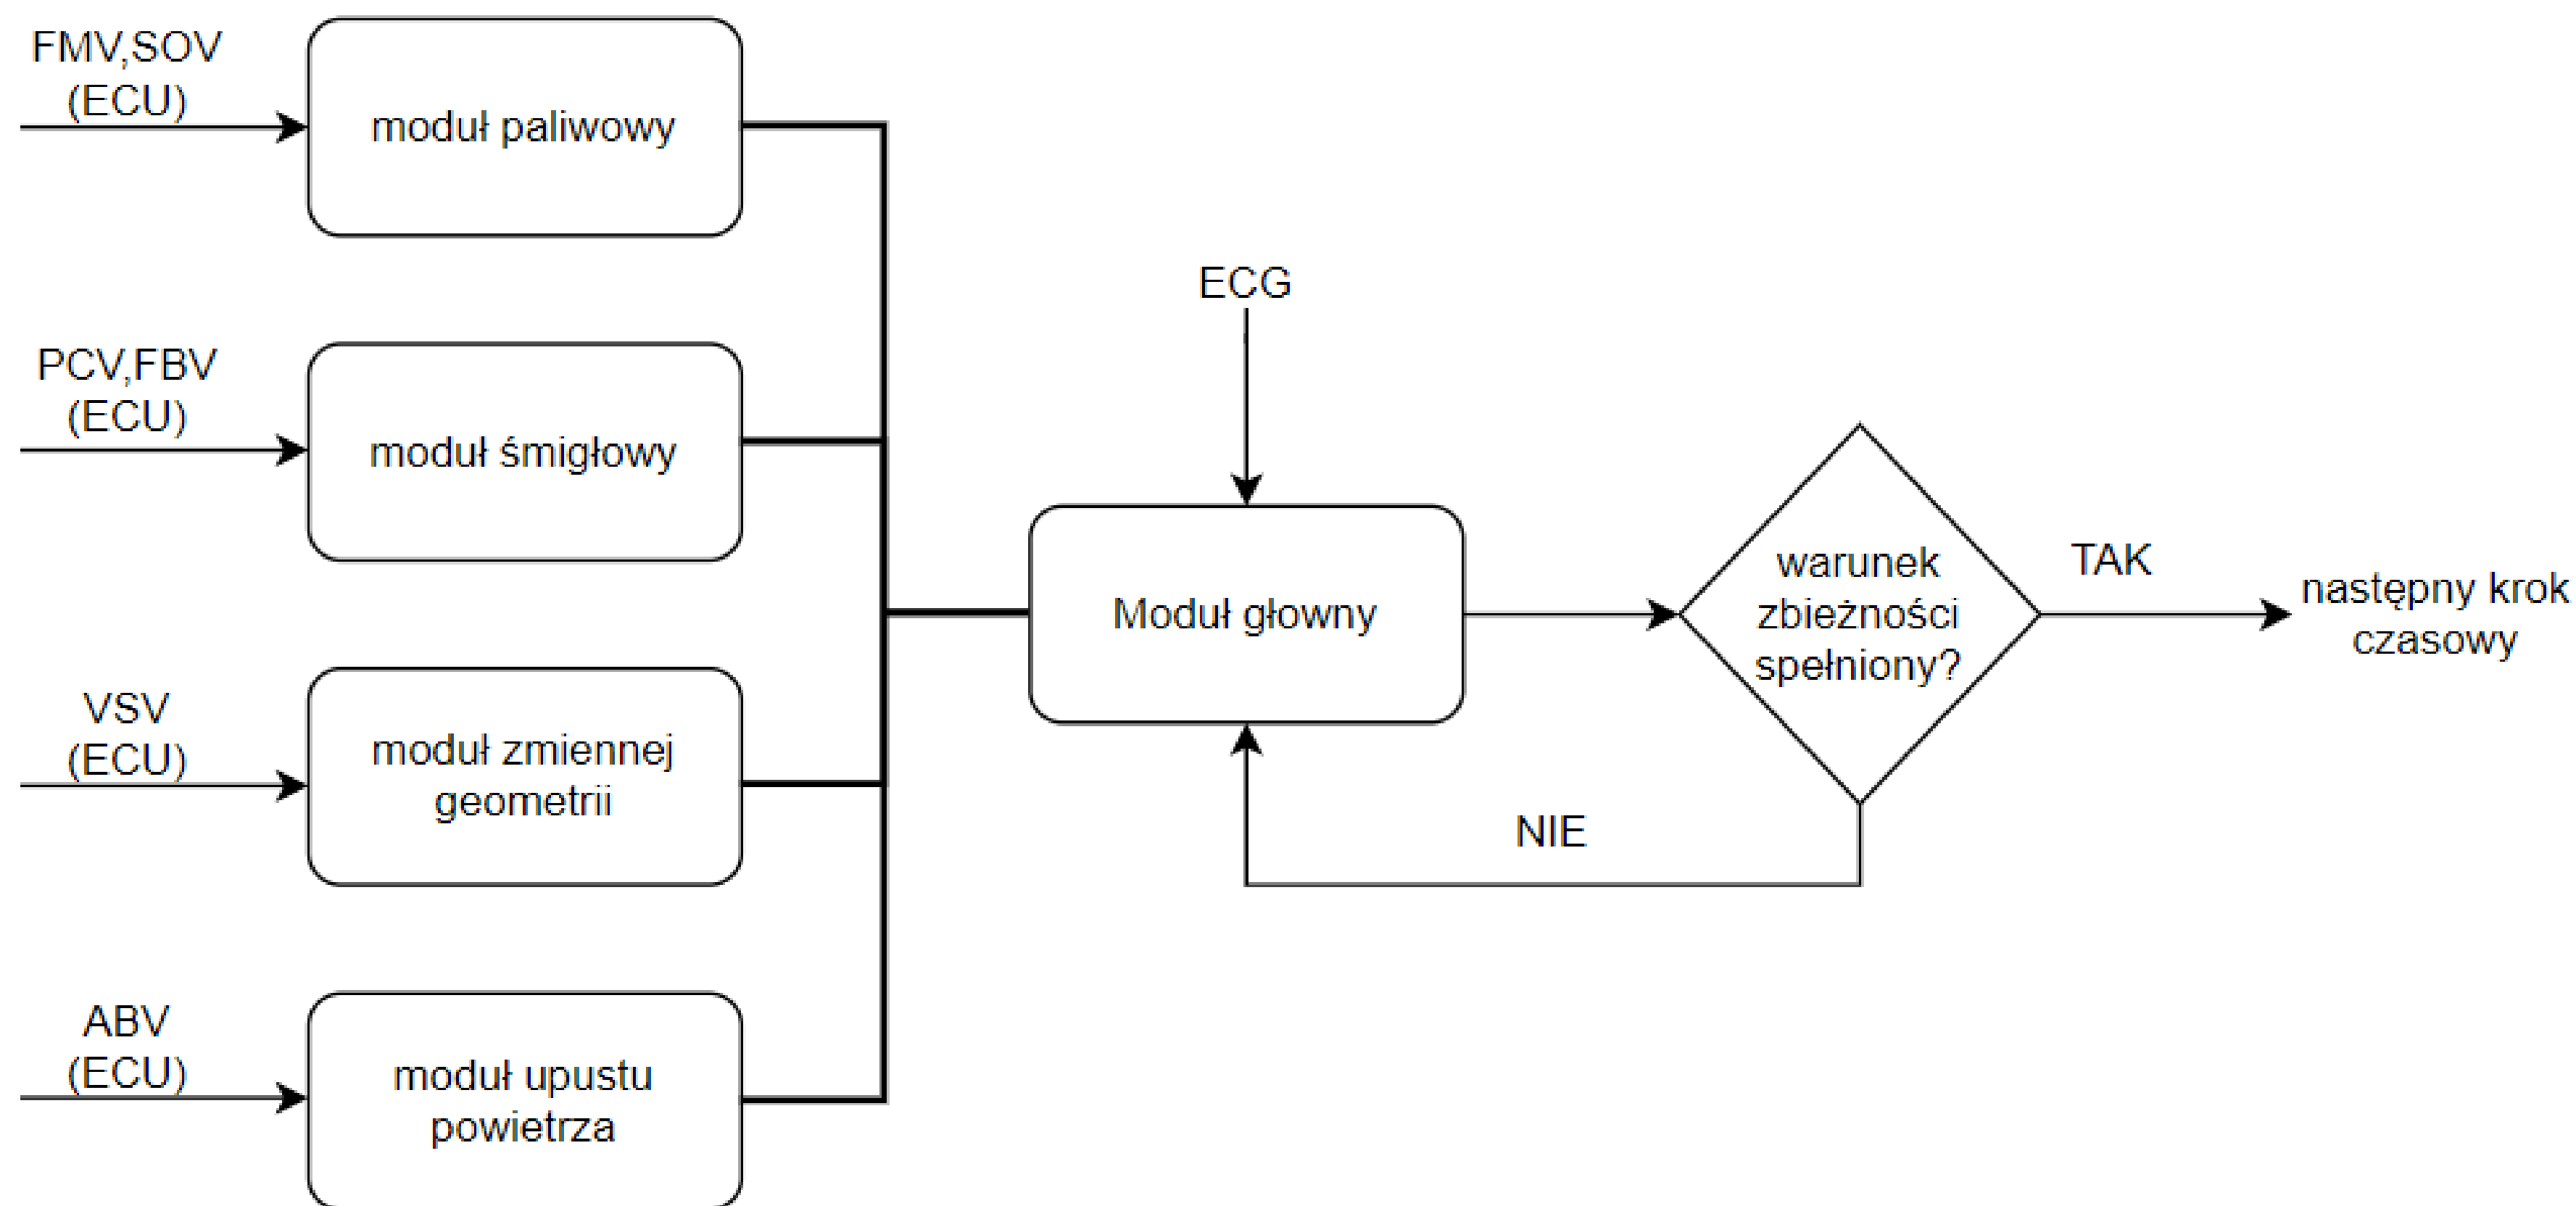 FMV,SOV
(ECU)
moduł paliwowy
PCV,FBV
(ECU)
moduł śmigłowy
VSV
(ECU)
moduł zmiennej
geometrii
ABV
(ECU)
moduł upustu
powietrza
ECG
Moduł głowny
warunek
zbieżności
spełniony?
TAK
następny krok
czasowy
NIE